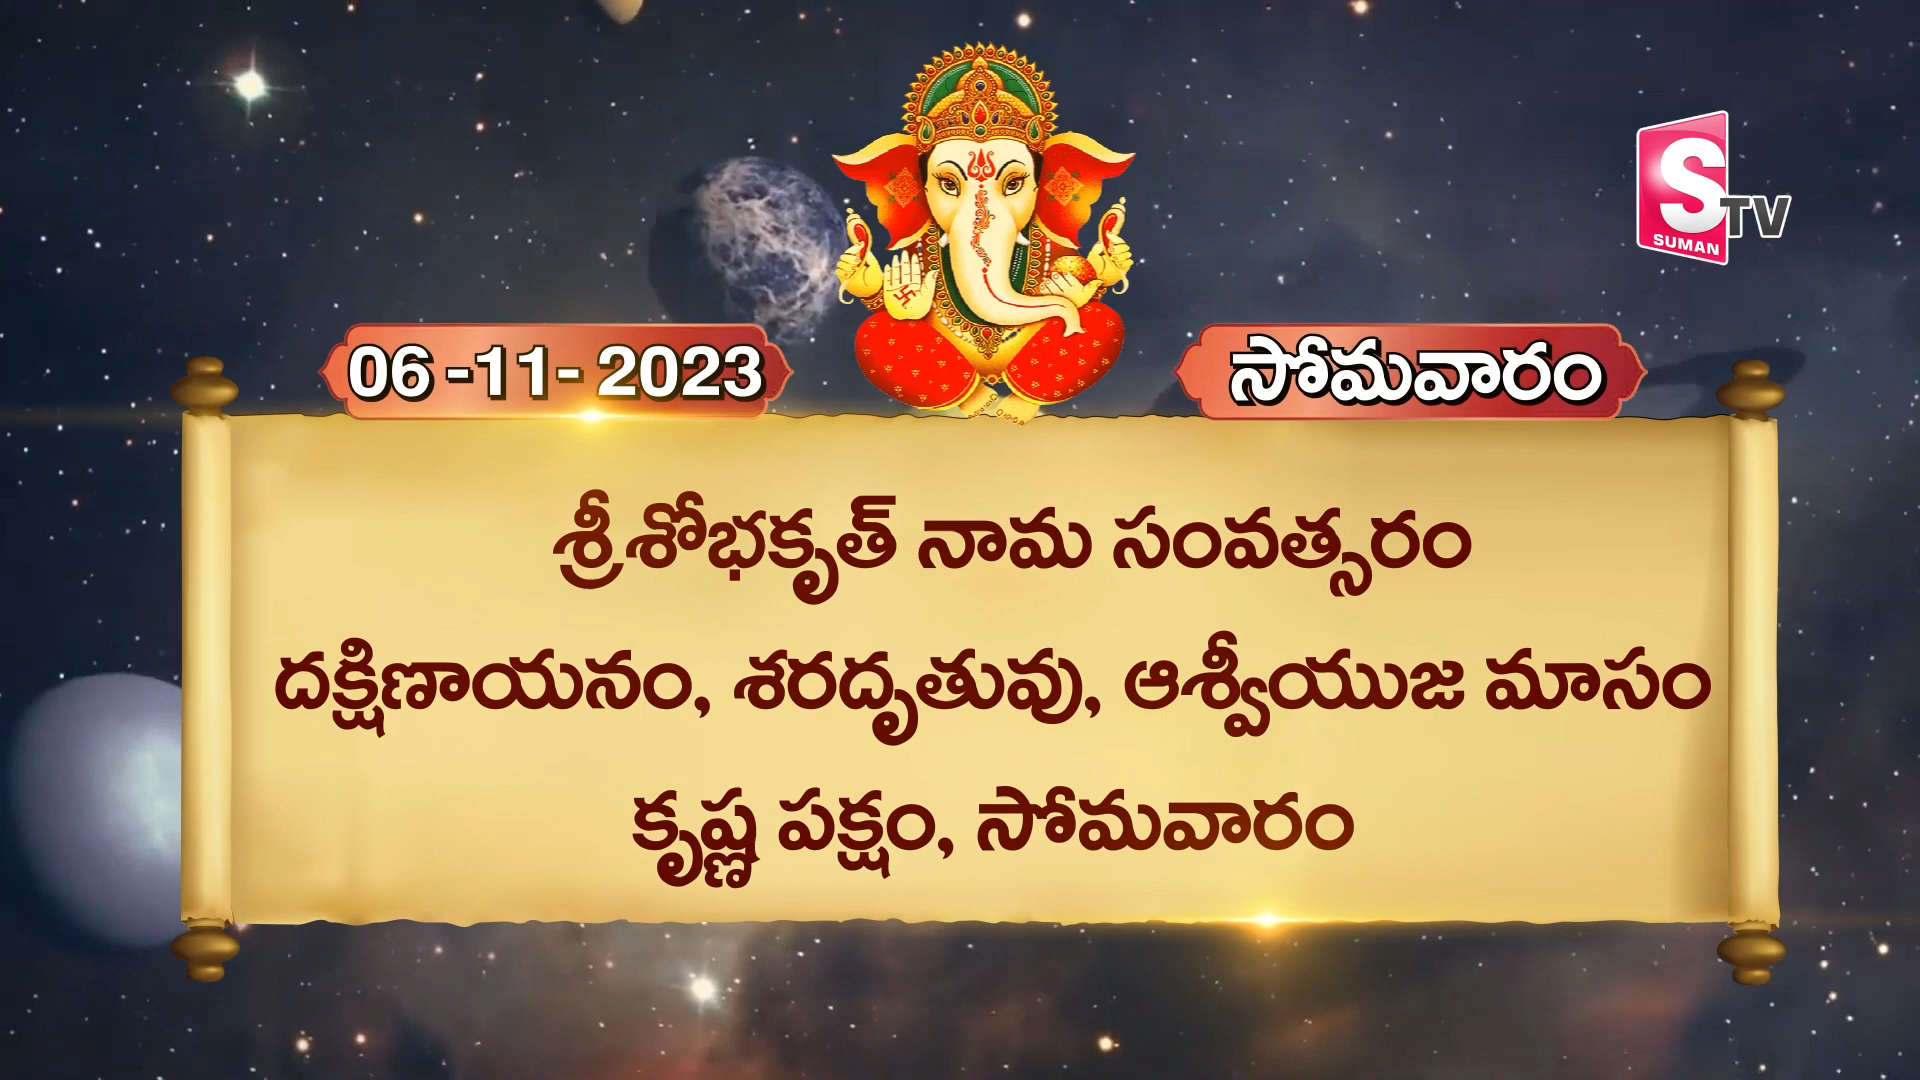 S TV
SUMAN
06 -11- 2023
సోమవారం
శ్రీ శోభకృత్ నామ సంవత్సరం
దక్షిణాయనం, శరదృతువు, ఆశ్వీయుజ మాసం
కృష్ణ పక్షం, సోమవారం